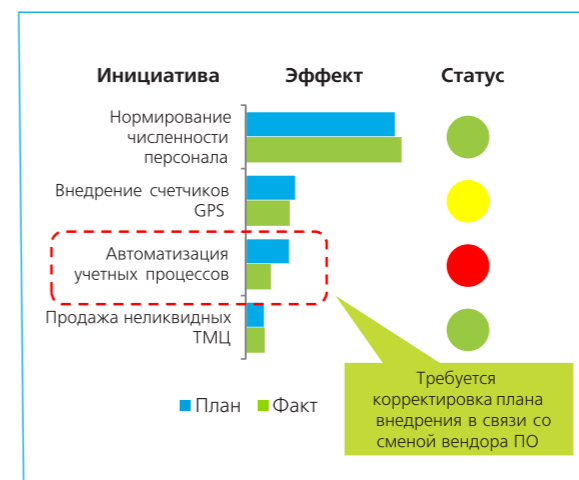 Инициатива Эффект Статус
Нормирование
численности
персонала
Внедрение счетчиков
GPS
Автоматизация
учетных процессов
Продажа неликвидных
ТМЦ
План Факт
Требуется
корректировка плана
внедрения в связи со
сменой вендора ПО